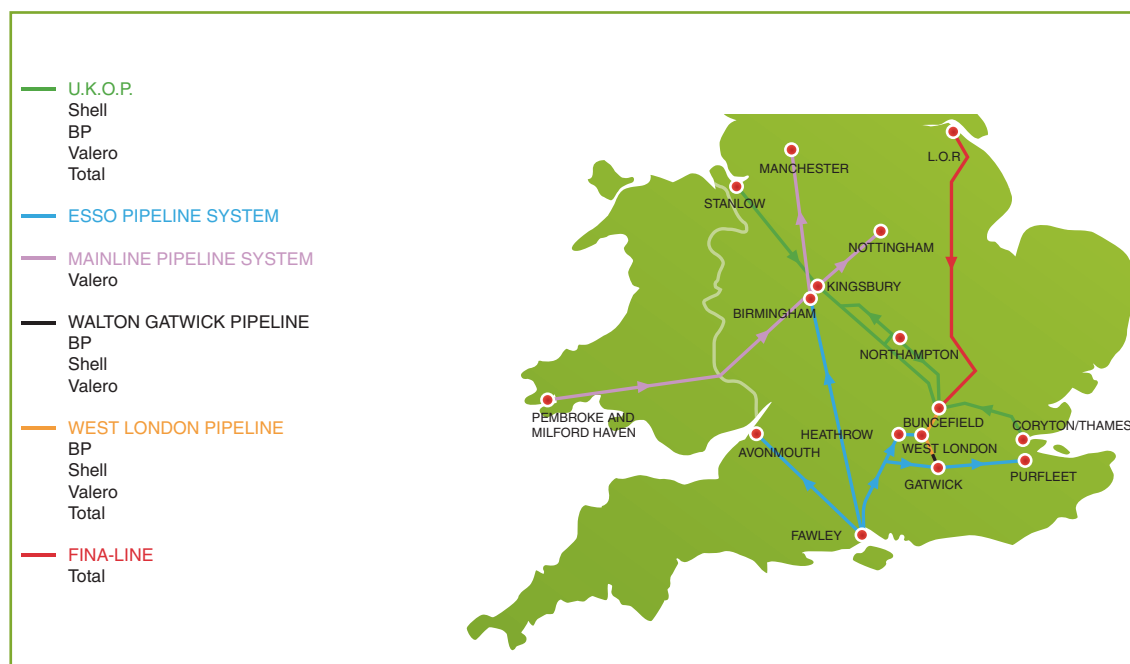 U.K.O.P.
Shell
BP
Valero
Total
ESSO PIPELINE SYSTEM
MAINLINE PIPELINE SYSTEM
Valero
WALTON GATWICK PIPELINE
BP
Shell
Valero
WEST LONDON PIPELINE
BP
Shell
Valero
Total
FINA-LINE
Total
L.O.R
MANCHESTER
STANLOW
NOTTINGHAM
KINGSBURY
BIRMINGHAM
NORTHAMPTON
PEMBROKE AND
MILFORD HAVEN
BUNCEFIELD
CORYTON/THAMES
HEATHROW
WEST LONDON
AVONMOUTH
GATWICK
PURFLEET
FAWLEY